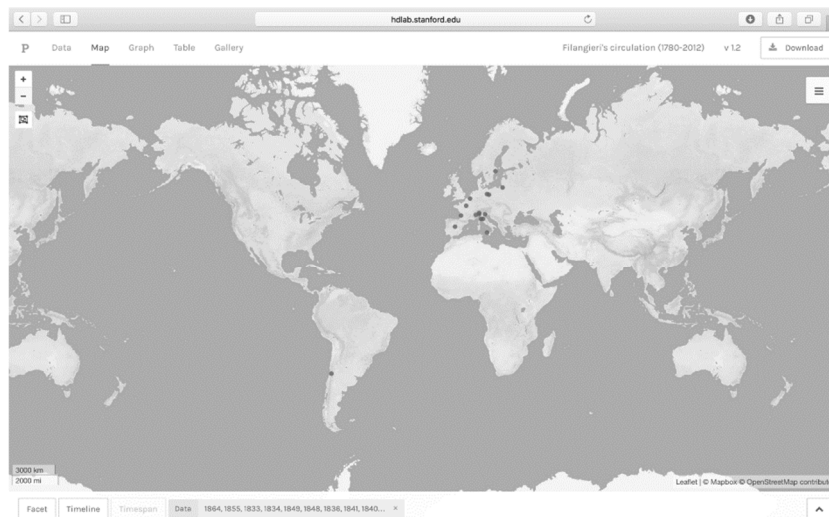 hdlab.stanford.edu
P Data Map Graph Table Gallery Filangieri's circulation (1780-2012) v 1.2 Download
+
−
3000 km
2000 mi
Leaflet | © Mapbox © OpenStreetMap contribut
Facet Timeline Timespan Data 1864, 1855, 1833, 1834, 1849, 1848, 1838, 1841, 1840... ×